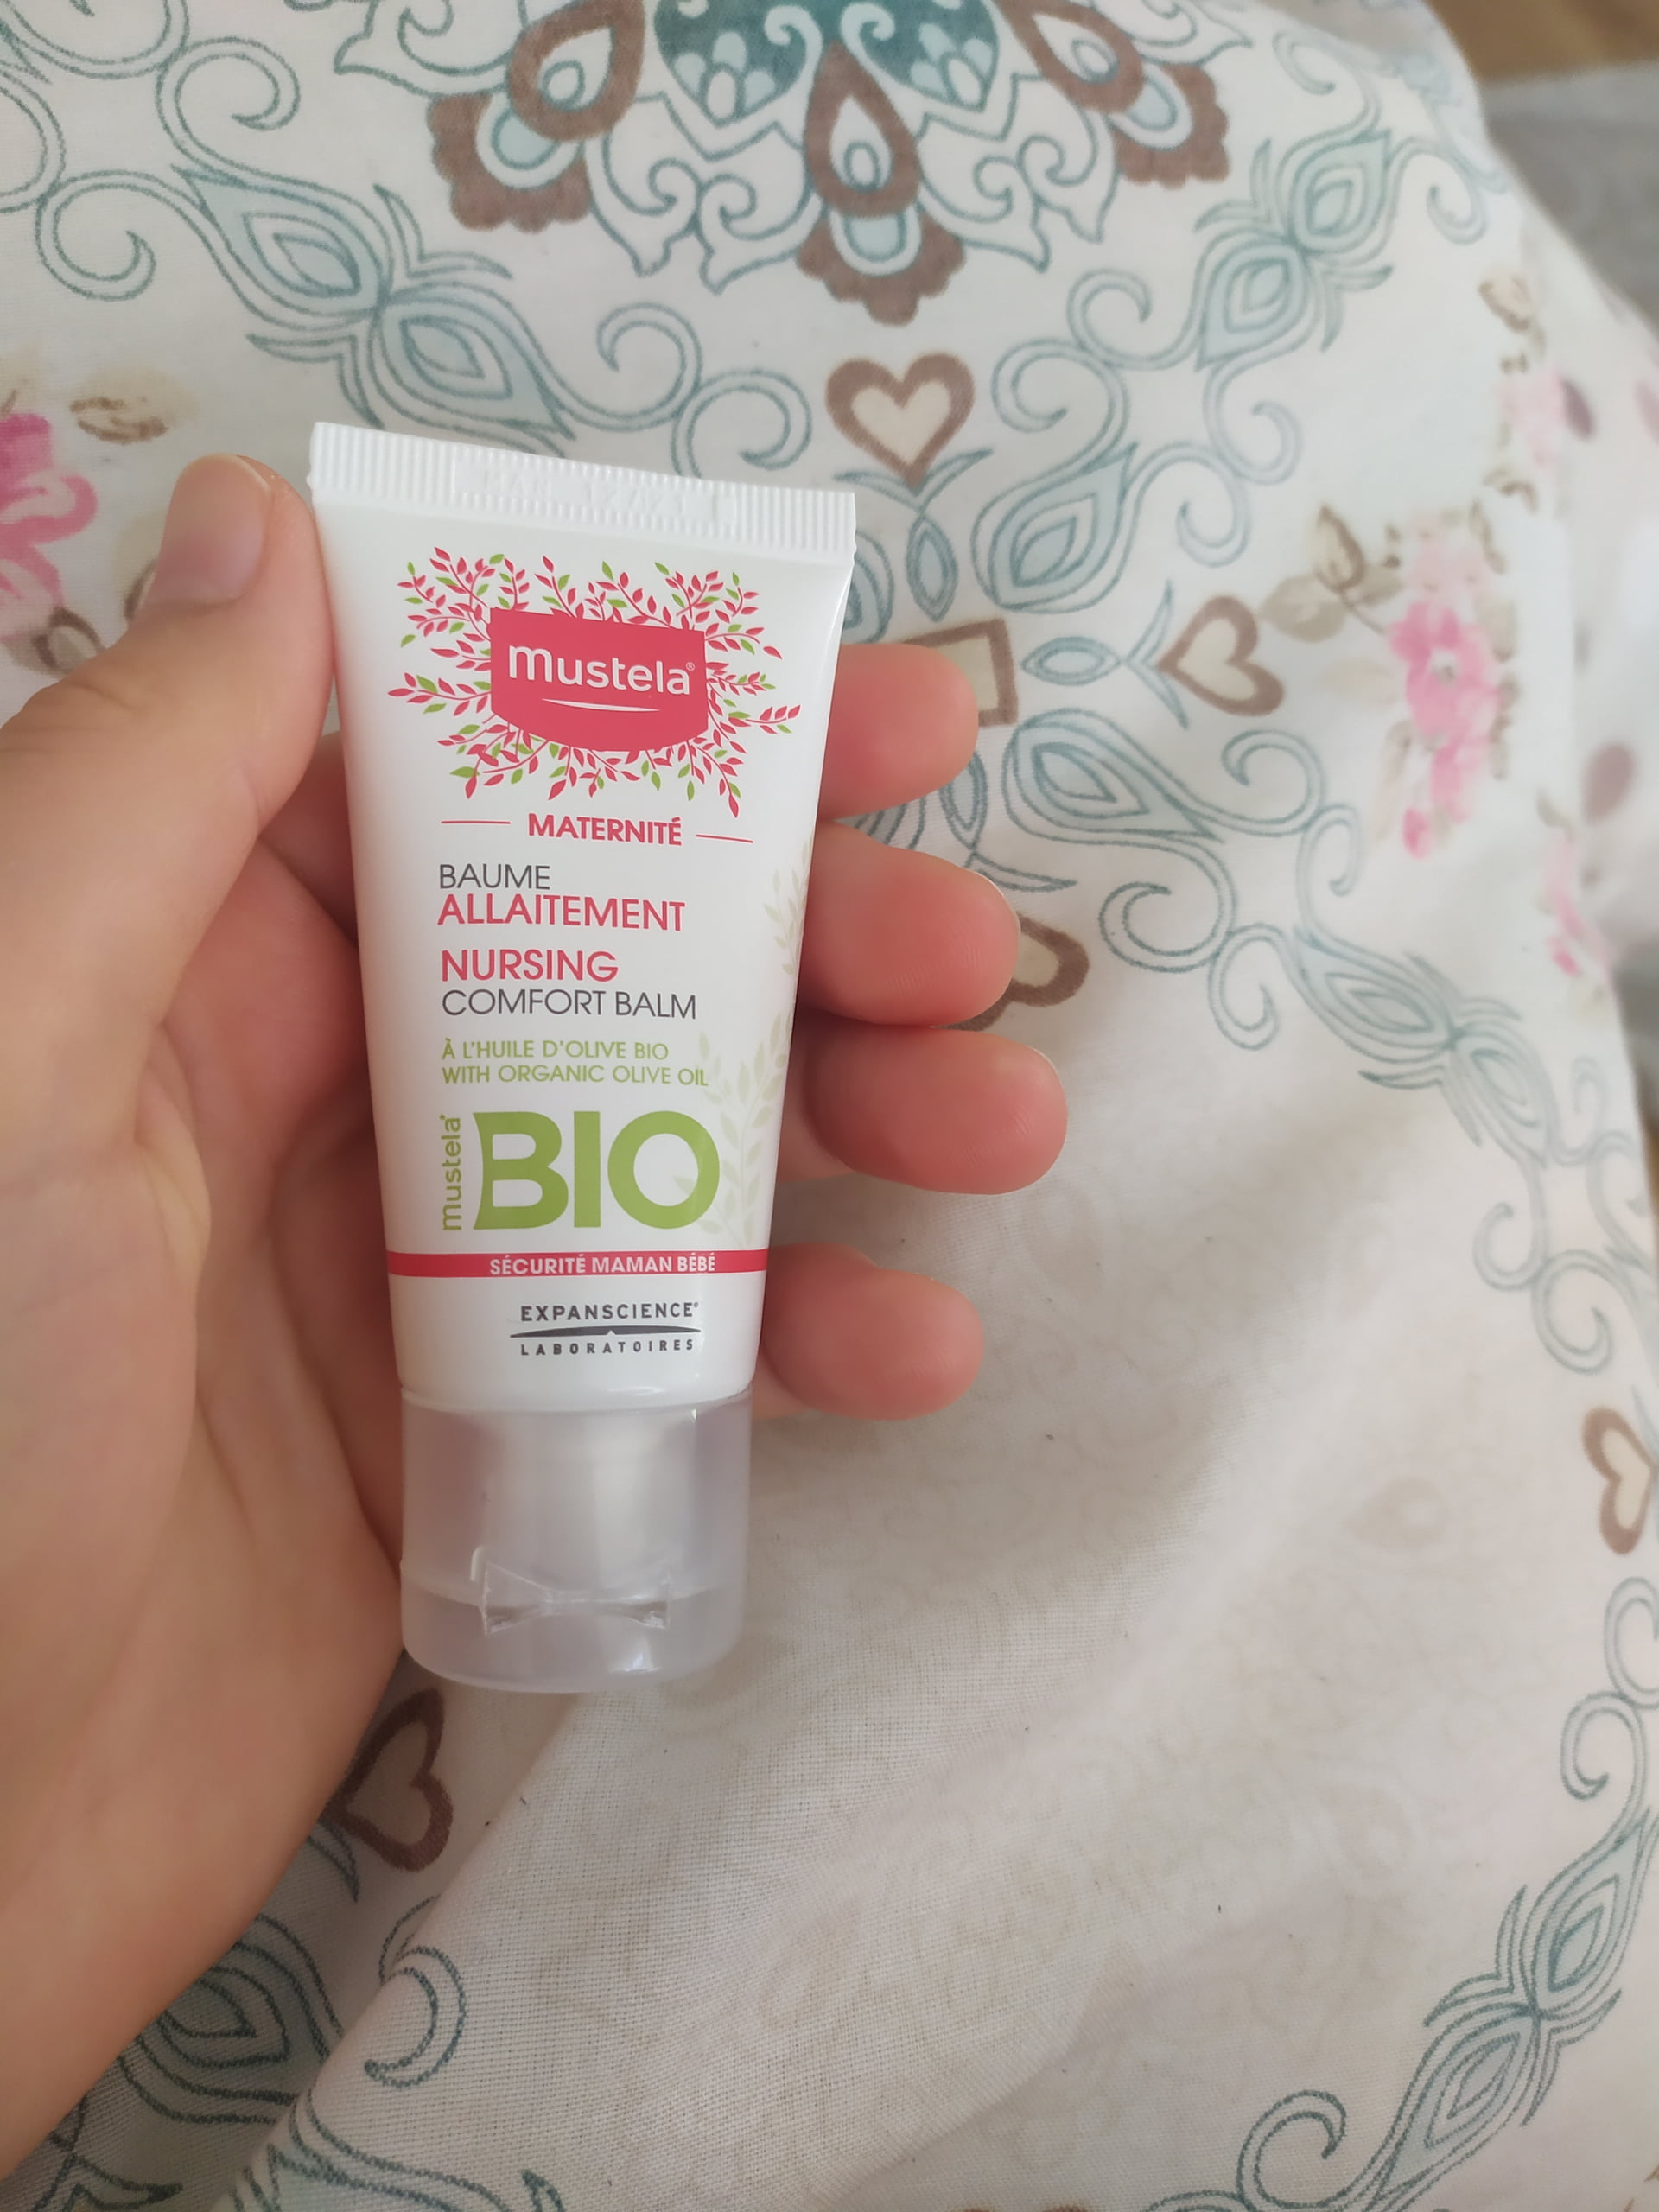 mustela®
MATERNITÉ
BAUME
ALLAITEMENT
NURSING
COMFORT BALM
À L'HUILE D'OLIVE BIO
WITH ORGANIC OLIVE OIL
mustela®
BIO
SÉCURITÉ MAMAN BÉBÉ
EXPANSCIENCE®
LABORATOIRES